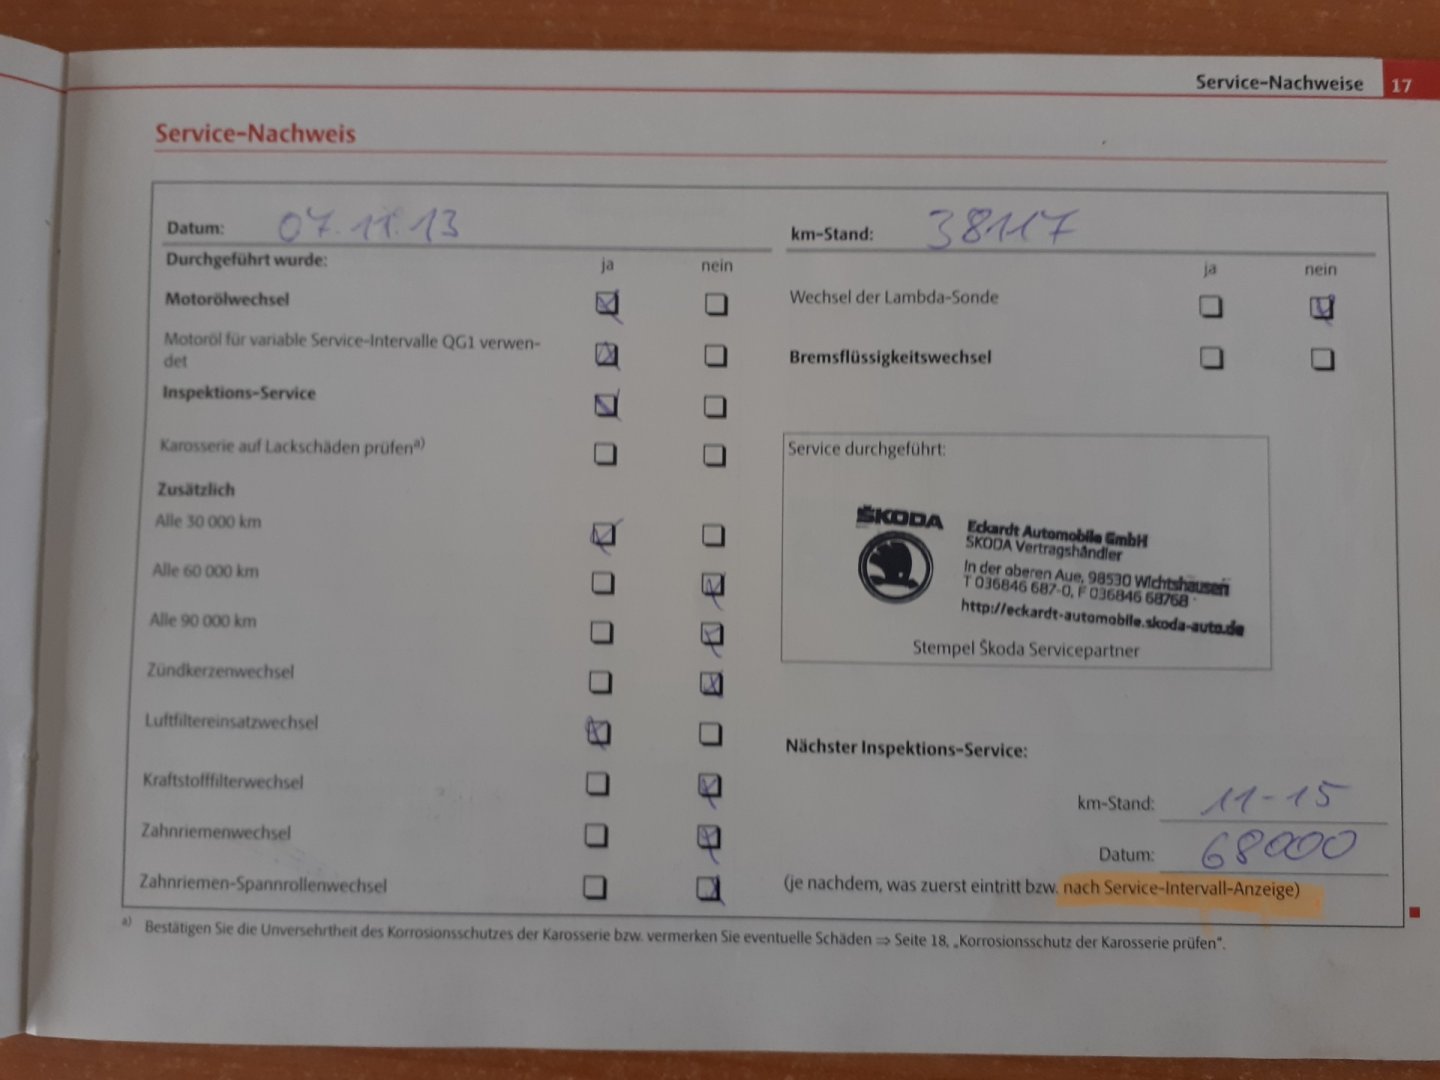 Service-Nachweise 17
Service-Nachweis
Datum: 07.11.13
km-Stand: 38117
Durchgeführt wurde: ja nein
ja nein
Motorölwechsel
Wechsel der Lambda-Sonde
Motoröl für variable Service-Intervalle QG1 verwen-
det
Bremsflüssigkeitswechsel
Inspektions-Service
Karosserie auf Lackschäden prüfen a)
Service durchgeführt:
Zusätzlich
Alle 30 000 km
Alle 60 000 km
Alle 90 000 km
Zündkerzenwechsel
Luftfiltereinsatzwechsel
Kraftstofffilterwechsel
Zahnriemenwechsel
Zahnriemen-Spannrollenwechsel
ŠKODA
Eckardt Automobile GmbH
SKODA Vertragshändler
In der oberen Aue, 98530 Wichtshausen
T 036846 687-0, F 036846 68768
http://eckardt-automobile.skoda-auto.de
Stempel Škoda Servicepartner
Nächster Inspektions-Service:
km-Stand: 11-15
Datum: 68000
(je nachdem, was zuerst eintritt bzw. nach Service-Intervall-Anzeige)
a) Bestätigen Sie die Unversehrtheit des Korrosionsschutzes der Karosserie bzw. vermerken Sie eventuelle Schäden ⇒ Seite 18, „Korrosionsschutz der Karosserie prüfen“.